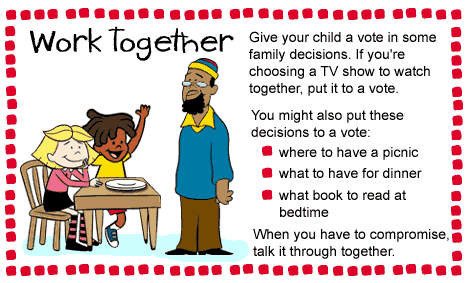 Work Together
Give your child a vote in some
family decisions. If you're
choosing a TV show to watch
together, put it to a vote.
You might also put these
decisions to a vote:
where to have a picnic
what to have for dinner
what book to read at
bedtime
When you have to compromise,
talk it through together.